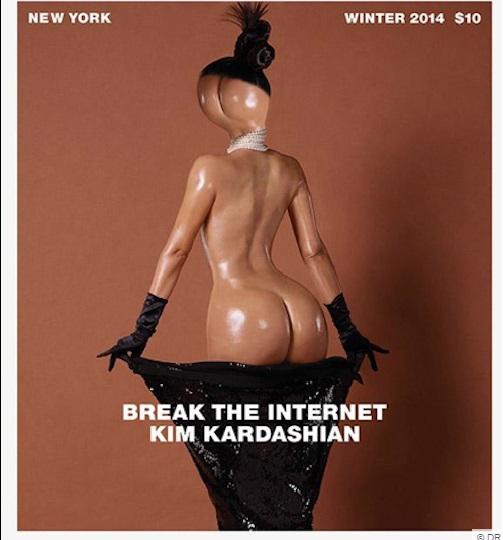 NEW YORK
WINTER 2014 $10
BREAK THE INTERNET
KIM KARDASHIAN
© DR